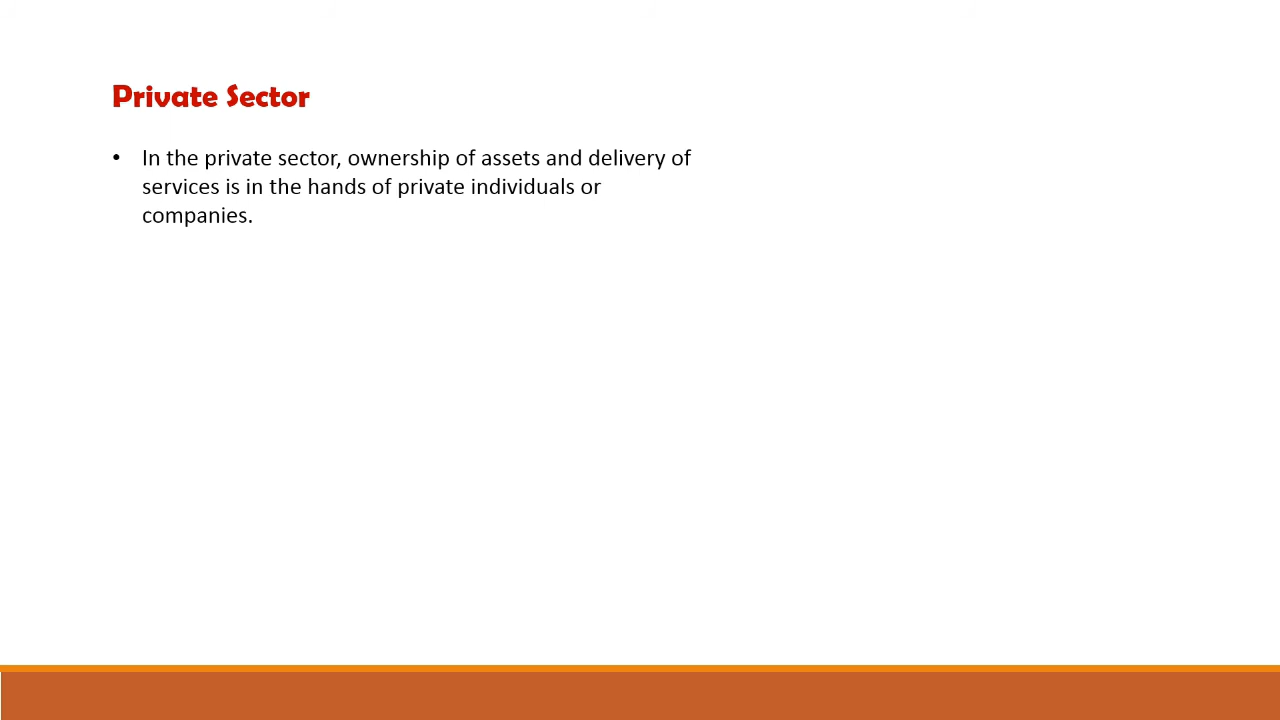 Private Sector
• In the private sector, ownership of assets and delivery of
services is in the hands of private individuals or
companies.